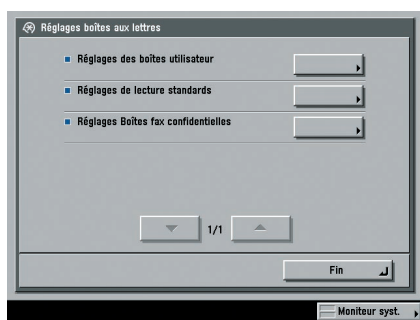 Réglages boîtes aux lettres
Réglages des boîtes utilisateur
Réglages de lecture standards
Réglages Boîtes fax confidentielles
1/1
Fin
Moniteur syst.